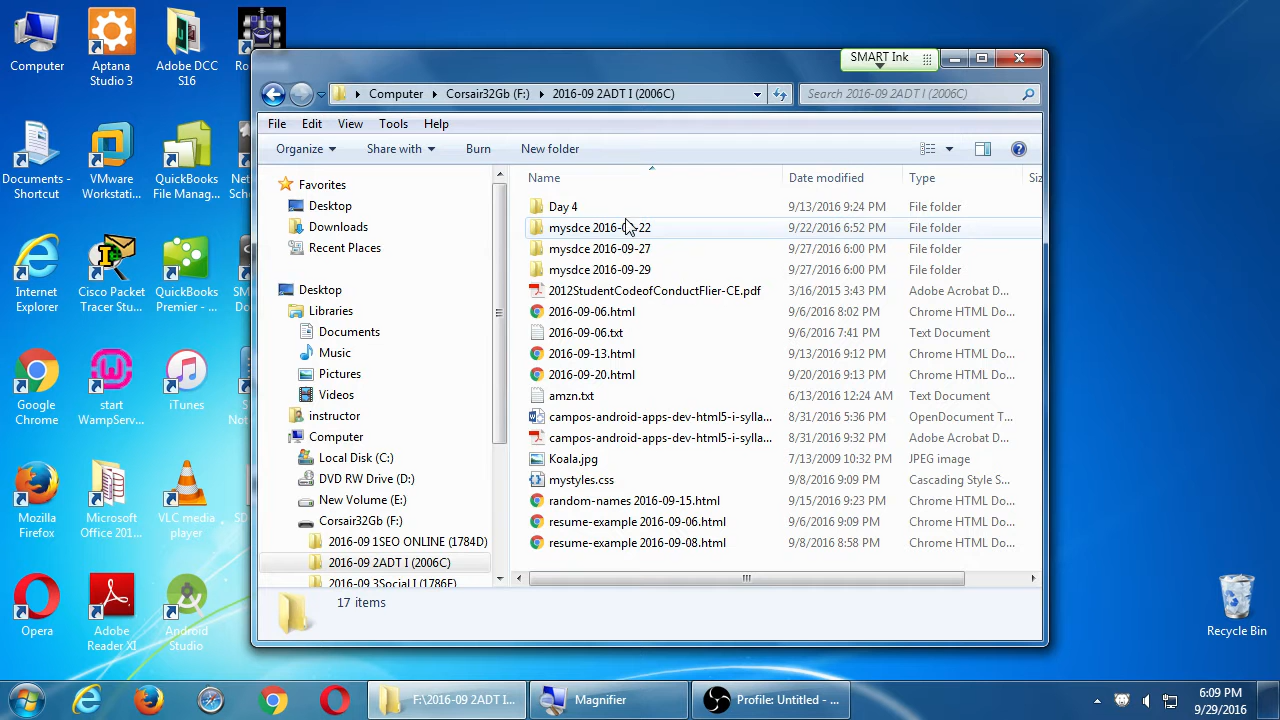 Computer
Aptana
Studio 3
Adobe DCC
S16
Ro
Documents -
Shortcut
VMware
Workstati...
QuickBooks
File Manag...
Net
Sch
Internet
Explorer
Cisco Packet
Tracer Stu...
QuickBooks
Premier - ...
SM
Google
Chrome
start
WampServ...
iTunes
S
Not
Mozilla
Firefox
Microsoft
Office 201...
VLC media
player
SD
Opera
Adobe
Reader XI
Android
Studio
Recycle Bin
SMART Ink
Computer
Corsair32Gb (F:)
2016-09 2ADT I (2006C)
Search 2016-09 2ADT I (2006C)
File Edit View Tools Help
Organize Share with Burn New folder
Favorites
Desktop
Downloads
Recent Places
Desktop
Libraries
Documents
Music
Pictures
Videos
instructor
Computer
Local Disk (C:)
DVD RW Drive (D:)
New Volume (E:)
Corsair32Gb (F:)
2016-09 1SEO ONLINE (1784D)
2016-09 2ADT I (2006C)
2016-09 3Social I (1786F)
Name Date modified Type Siz
Day 4 9/13/2016 9:24 PM File folder
mysdce 2016-09-22 9/22/2016 6:52 PM File folder
mysdce 2016-09-27 9/27/2016 6:00 PM File folder
mysdce 2016-09-29 9/27/2016 6:00 PM File folder
2012StudentCodeofConductFlier-CE.pdf 3/16/2015 3:43 PM Adobe Acrobat D...
2016-09-06.html 9/6/2016 8:02 PM Chrome HTML Do...
2016-09-06.txt 9/6/2016 7:41 PM Text Document
2016-09-13.html 9/13/2016 9:12 PM Chrome HTML Do...
2016-09-20.html 9/20/2016 9:13 PM Chrome HTML Do...
amzn.txt 6/13/2016 12:24 AM Text Document
campos-android-apps-dev-html5-i-sylla... 8/31/2016 5:36 PM OpenDocument T...
campos-android-apps-dev-html5-i-sylla... 8/31/2016 9:32 PM Adobe Acrobat D...
Koala.jpg 7/13/2009 10:32 PM JPEG image
mystyles.css 9/8/2016 9:09 PM Cascading Style S...
random-names 2016-09-15.html 9/15/2016 9:23 PM Chrome HTML Do...
resume-example 2016-09-06.html 9/6/2016 9:09 PM Chrome HTML Do...
resume-example 2016-09-08.html 9/8/2016 8:58 PM Chrome HTML Do...
17 items
F:\2016-09 2ADT I...
Magnifier
Profile: Untitled - ...
6:09 PM
9/29/2016